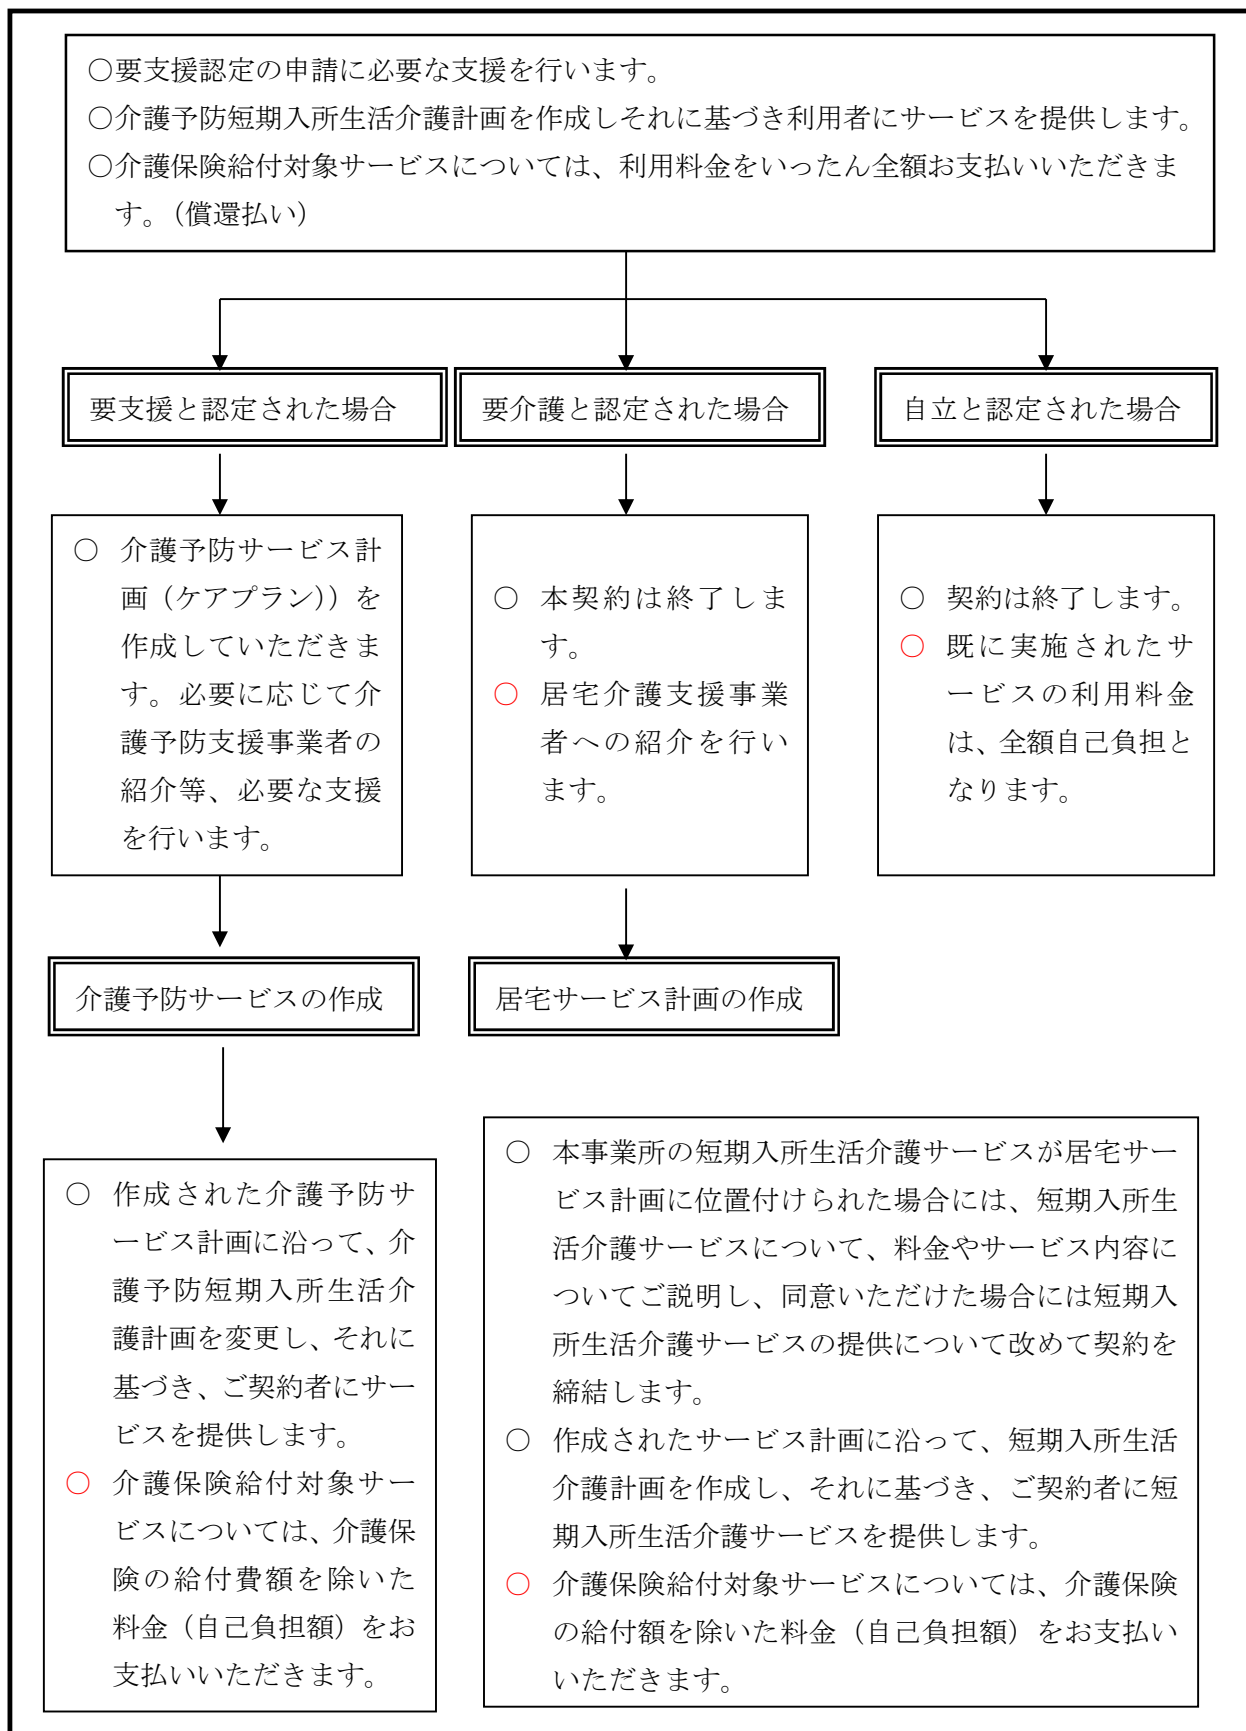 ○要支援認定の申請に必要な支援を行います。
○介護予防短期入所生活介護計画を作成しそれに基づき利用者にサービスを提供します。
○介護保険給付対象サービスについては、利用料金をいったん全額お支払いいただきま
す。（償還払い）
要支援と認定された場合
要介護と認定された場合
自立と認定された場合
○ 介護予防サービス計
画（ケアプラン））を
作成していただきま
す。必要に応じて介
護予防支援事業者の
紹介等、必要な支援
を行います。
○ 本契約は終了しま
す。
○ 居宅介護支援事業
者への紹介を行い
ます。
○ 契約は終了します。
○ 既に実施されたサ
ービスの利用料金
は、全額自己負担と
なります。
介護予防サービスの作成
居宅サービス計画の作成
○ 作成された介護予防サ
ービス計画に沿って、介
護予防短期入所生活介
護計画を変更し、それに
基づき、ご契約者にサー
ビスを提供します。
○ 介護保険給付対象サー
ビスについては、介護保
険の給付費額を除いた
料金（自己負担額）をお
支払いいただきます。
○ 本事業所の短期入所生活介護サービスが居宅サー
ビス計画に位置付けられた場合には、短期入所生
活介護サービスについて、料金やサービス内容に
ついてご説明し、同意いただけた場合には短期入
所生活介護サービスの提供について改めて契約を
締結します。
○ 作成されたサービス計画に沿って、短期入所生活
介護計画を作成し、それに基づき、ご契約者に短
期入所生活介護サービスを提供します。
○ 介護保険給付対象サービスについては、介護保険
の給付額を除いた料金（自己負担額）をお支払い
いただきます。